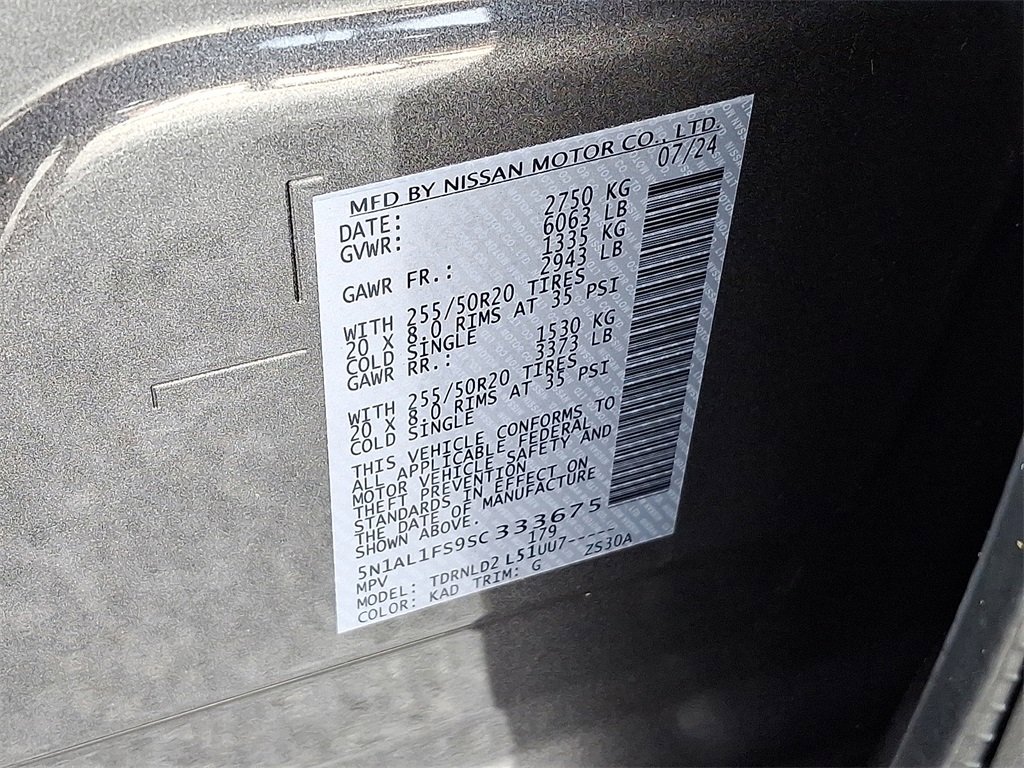 MFD BY NISSAN MOTOR CO., LTD.
DATE: 07/24
GVWR: 2750 KG
6063 LB
GAWR FR.: 1335 KG
2943 LB
WITH 255/50R20 TIRES
20 X 8.0 RIMS AT 35 PSI
COLD SINGLE
GAWR RR.: 1530 KG
3373 LB
WITH 255/50R20 TIRES
20 X 8.0 RIMS AT 35 PSI
COLD SINGLE
THIS VEHICLE CONFORMS TO
ALL APPLICABLE FEDERAL
MOTOR VEHICLE SAFETY AND
THEFT PREVENTION
STANDARDS IN EFFECT ON
THE DATE OF MANUFACTURE
SHOWN ABOVE.
5N1AL1FS9SC333675
MPV 179
MODEL: TDRNLD2 L51UU7-----
COLOR: KAD TRIM: G ZS30A